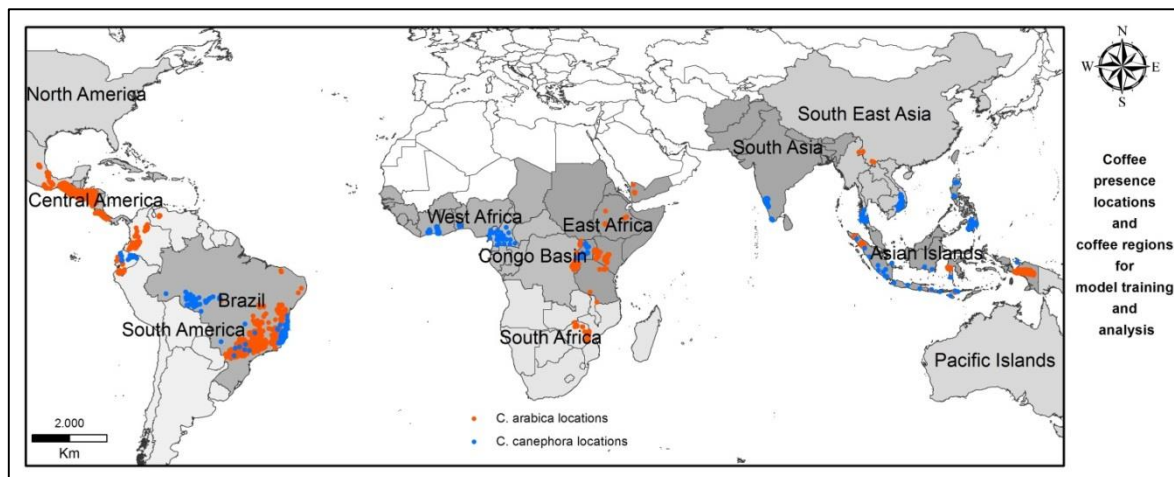 North America
Central America
Brazil
South America
West Africa
East Africa
Congo Basin
South Africa
South East Asia
South Asia
Asian Islands
Pacific Islands
C. arabica locations
C. canephora locations
2.000
Km
N
W
E
S
Coffee
presence
locations
and
coffee regions
for
model training
and
analysis